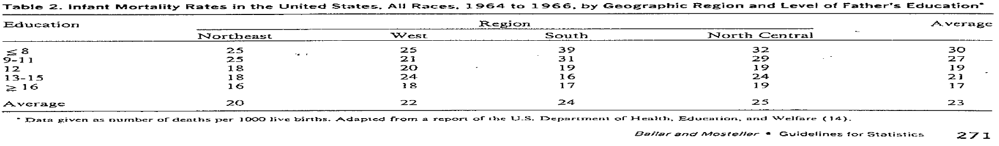 Table 2. Infant Mortality Rates in the United States, All Races, 1964 to 1966, by Geographic Region and Level of Father's Education*
Education Region Average
Northeast West South North Central
≤ 8 25 25 39 32 30
9-11 25 21 31 29 27
12 18 20 19 19 19
13-15 18 24 16 24 21
≥ 16 16 18 17 19 17
Average 20 22 24 25 23
* Data given as number of deaths per 1000 live births. Adapted from a report of the U.S. Department of Health, Education, and Welfare (14).
Bailar and Mosteller • Guidelines for Statistics 271